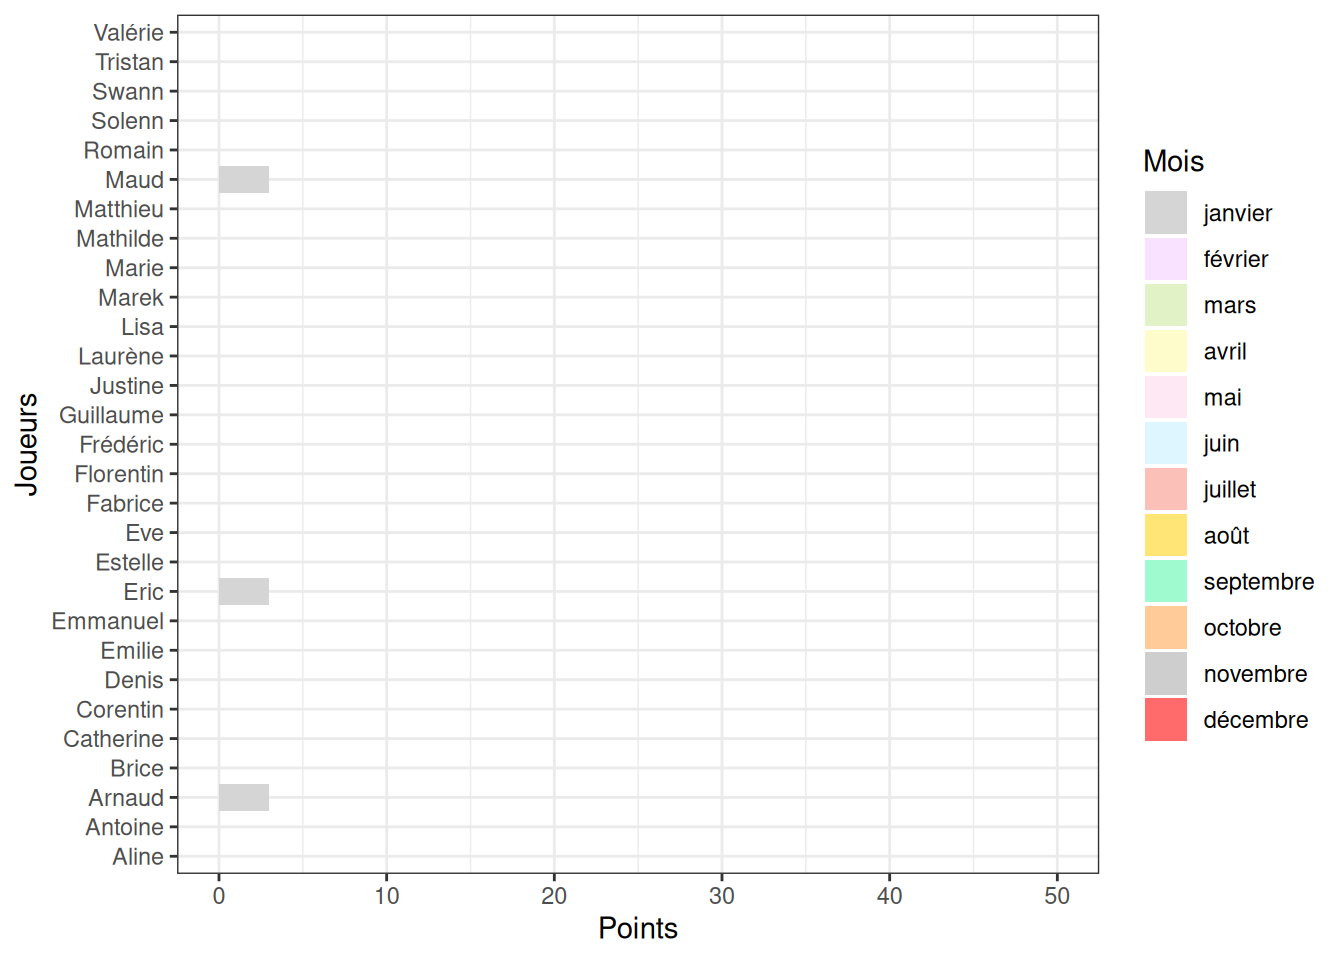 Joueurs
Valérie
Tristan
Swann
Solenn
Romain
Maud
Matthieu
Mathilde
Marie
Marek
Lisa
Laurène
Justine
Guillaume
Frédéric
Florentin
Fabrice
Eve
Estelle
Eric
Emmanuel
Emilie
Denis
Corentin
Catherine
Brice
Arnaud
Antoine
Aline
0 10 20 30 40 50
Points
Mois
janvier
février
mars
avril
mai
juin
juillet
août
septembre
octobre
novembre
décembre